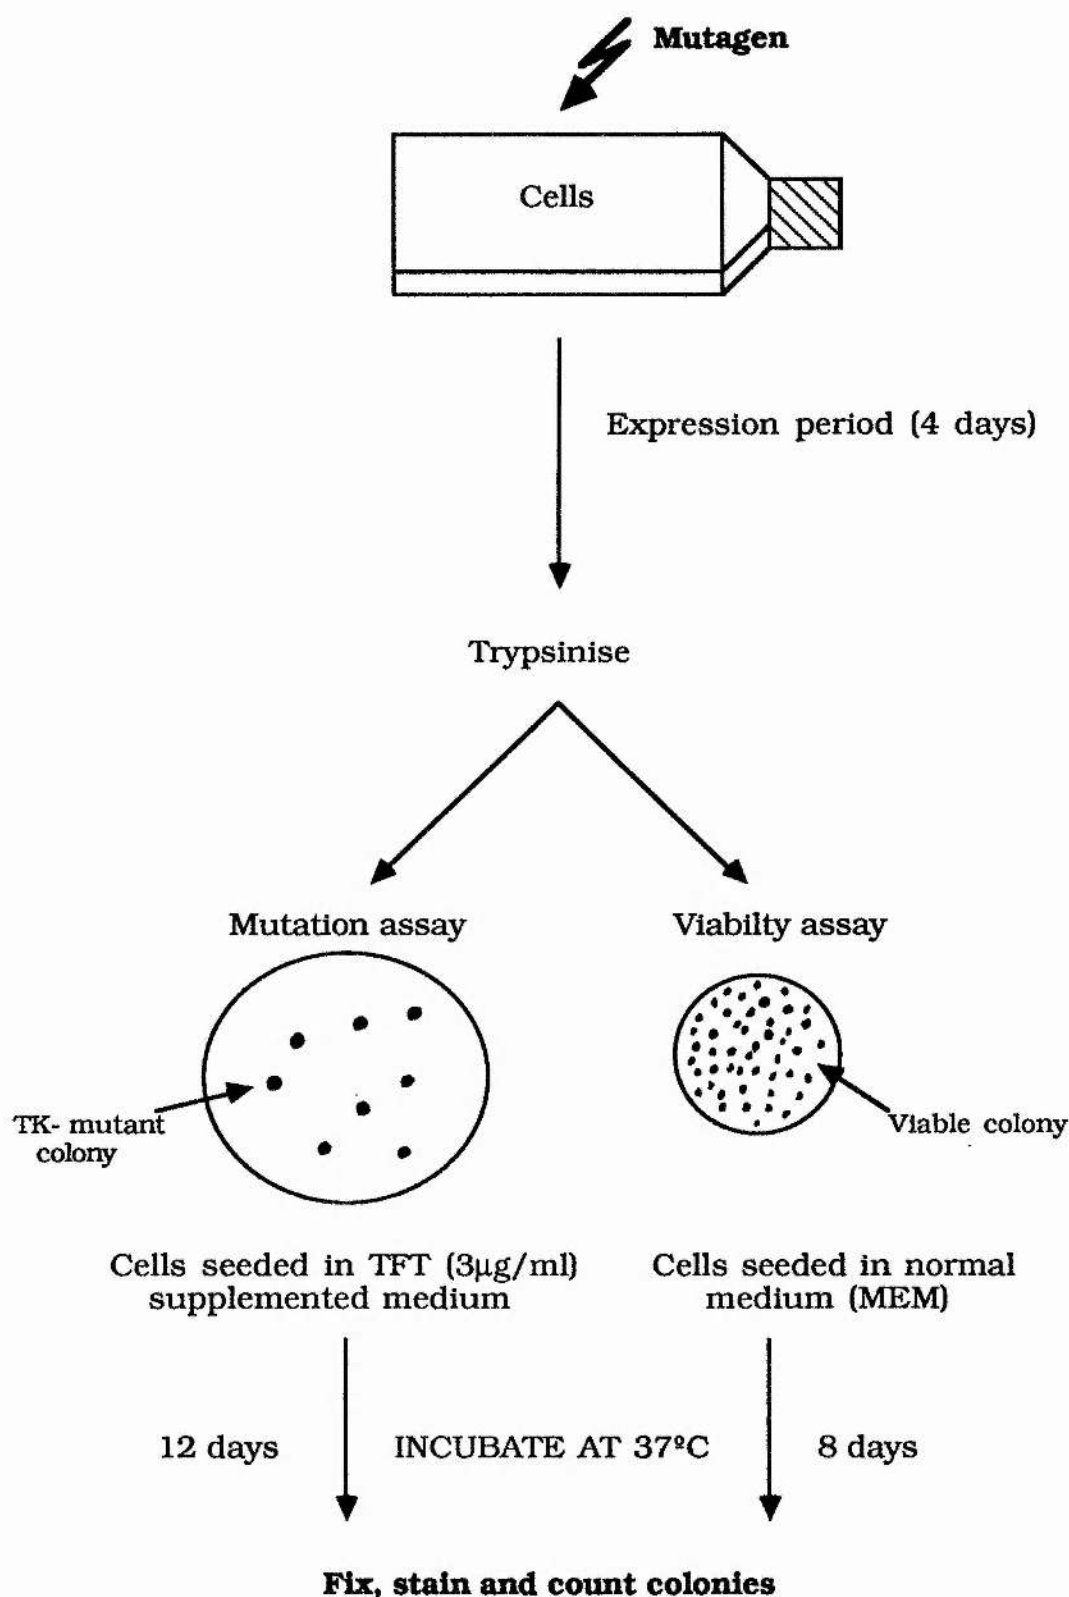 Mutagen
Cells
Expression period (4 days)
Trypsinise
Mutation assay
Viabilty assay
TK- mutant
colony
Viable colony
Cells seeded in TFT (3µg/ml)
supplemented medium
Cells seeded in normal
medium (MEM)
12 days
INCUBATE AT 37ºC
8 days
Fix, stain and count colonies